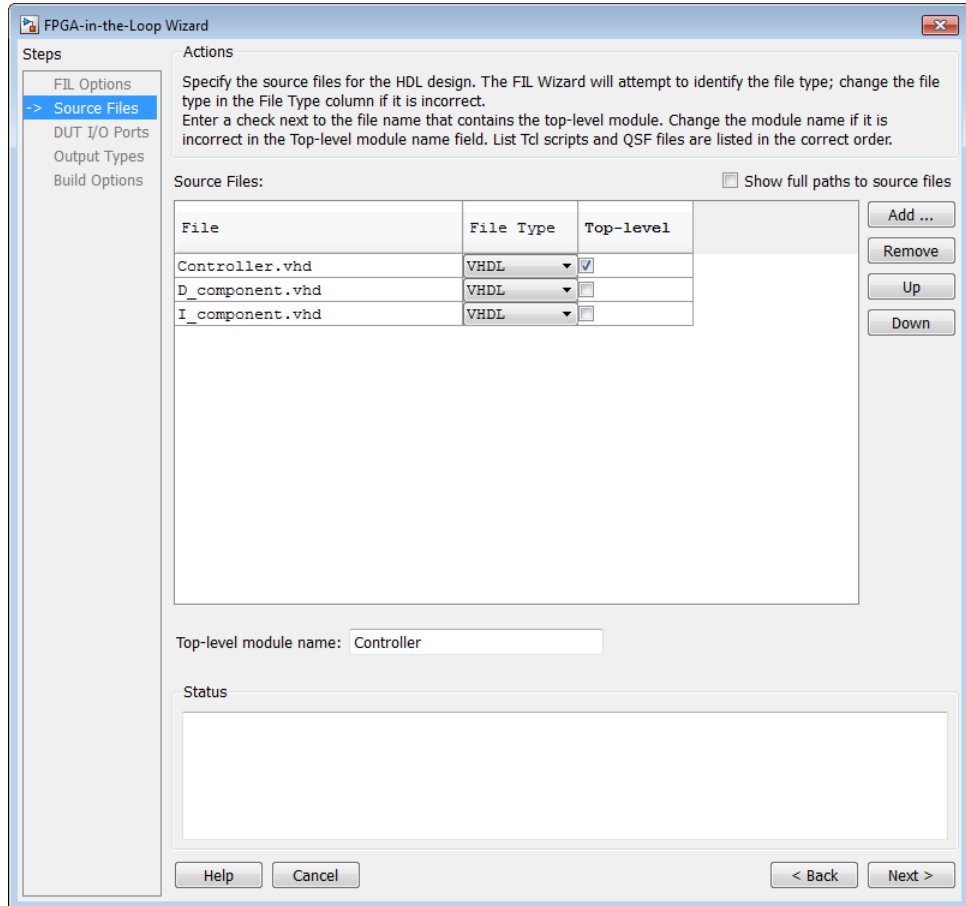 FPGA-in-the-Loop Wizard
Steps
FIL Options
-> Source Files
DUT I/O Ports
Output Types
Build Options
Actions
Specify the source files for the HDL design. The FIL Wizard will attempt to identify the file type; change the file
type in the File Type column if it is incorrect.
Enter a check next to the file name that contains the top-level module. Change the module name if it is
incorrect in the Top-level module name field. List Tcl scripts and QSF files are listed in the correct order.
Source Files: Show full paths to source files
File File Type Top-level
Controller.vhd VHDL
D_component.vhd VHDL
I_component.vhd VHDL
Add ...
Remove
Up
Down
Top-level module name: Controller
Status
Help Cancel < Back Next >